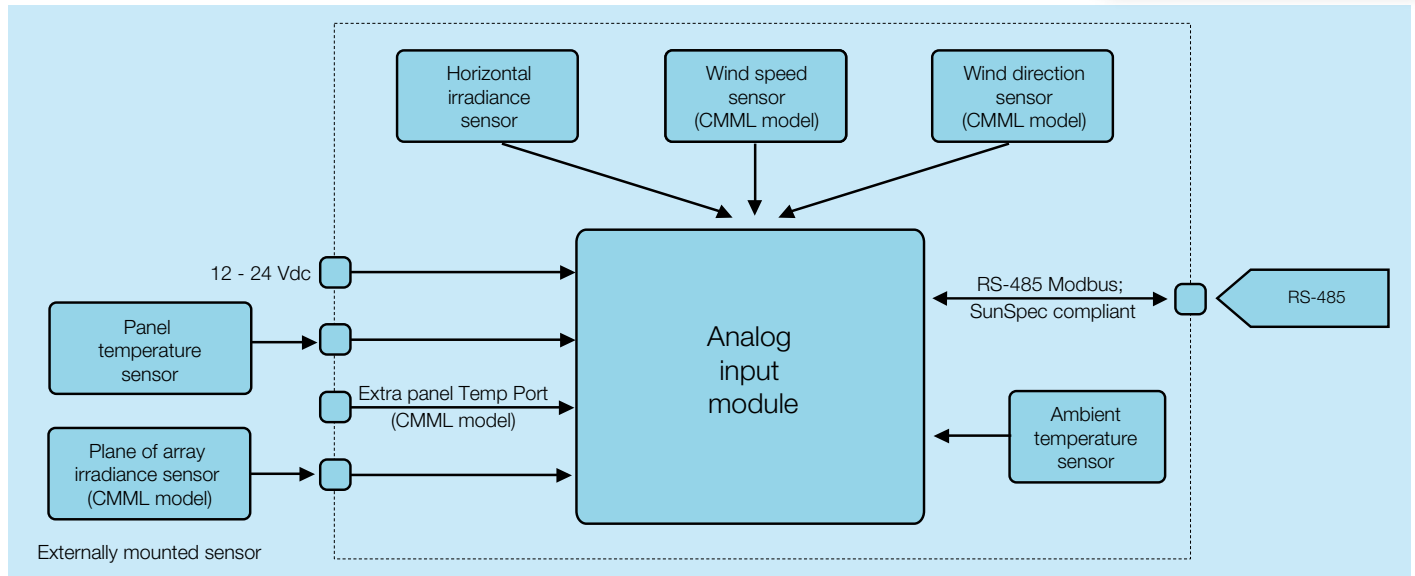 Horizontal
irradiance
sensor
Wind speed
sensor
(CMML model)
Wind direction
sensor
(CMML model)
12 - 24 Vdc
Panel
temperature
sensor
Extra panel Temp Port
(CMML model)
Plane of array
irradiance sensor
(CMML model)
Externally mounted sensor
Analog
input
module
RS-485 Modbus;
SunSpec compliant
RS-485
Ambient
temperature
sensor